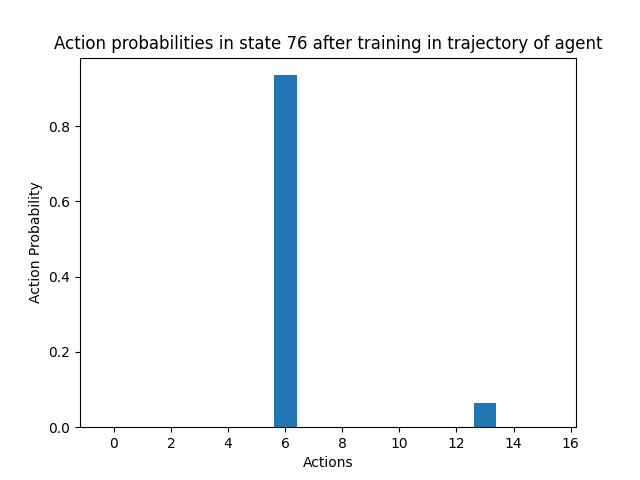 Action probabilities in state 76 after training in trajectory of agent
Action Probability
0.8
0.6
0.4
0.2
0.0
0 2 4 6 8 10 12 14 16
Actions